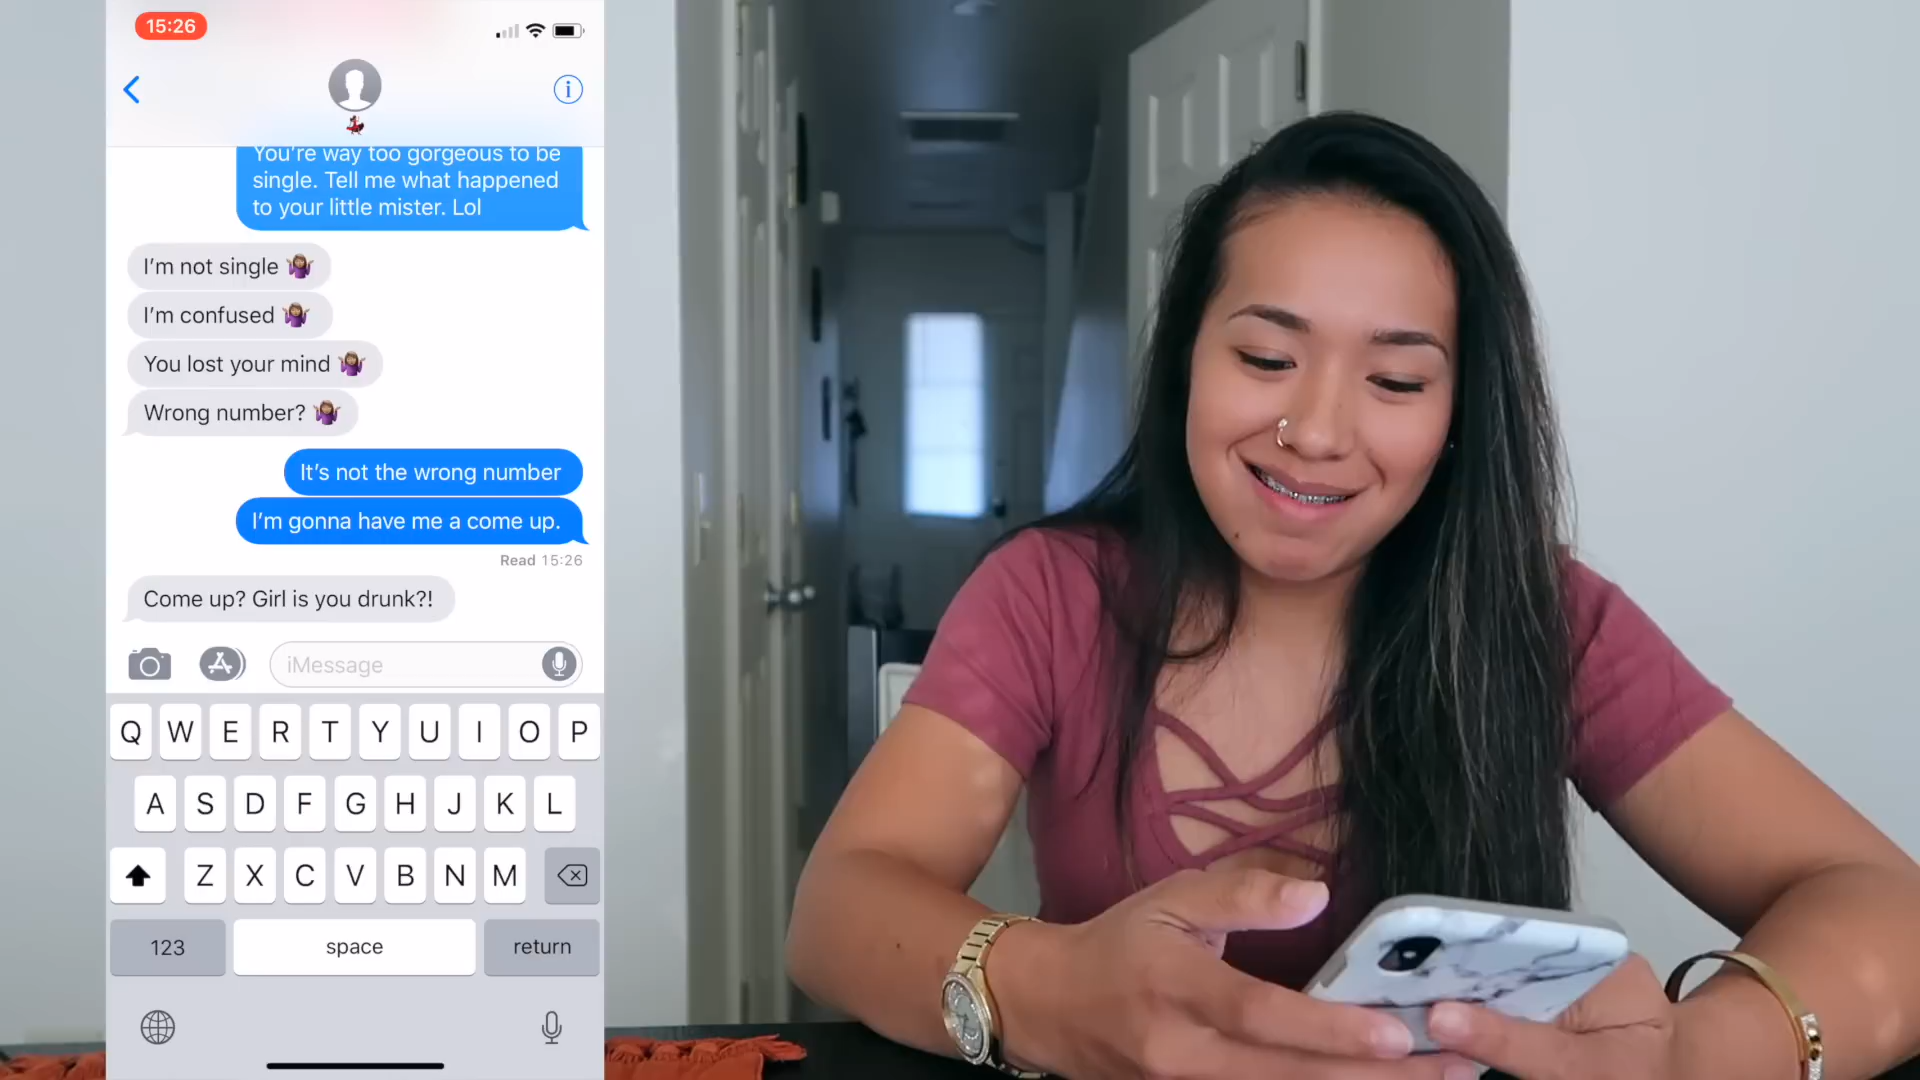 15:26
You're way too gorgeous to be
single. Tell me what happened
to your little mister. Lol
I'm not single 🤷🏽‍♀️
I'm confused 🤷🏽‍♀️
You lost your mind 🤷🏽‍♀️
Wrong number? 🤷🏽‍♀️
It's not the wrong number
I'm gonna have me a come up.
Read 15:26
Come up? Girl is you drunk?!
iMessage
Q W E R T Y U I O P
A S D F G H J K L
Z X C V B N M
123 space return